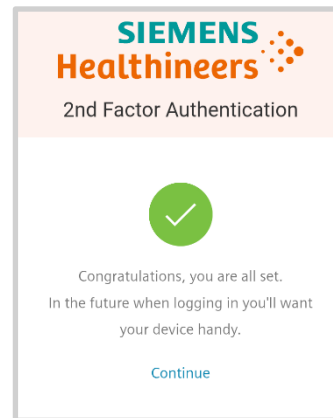 SIEMENS
Healthineers
2nd Factor Authentication
Congratulations, you are all set.
In the future when logging in you'll want
your device handy.
Continue